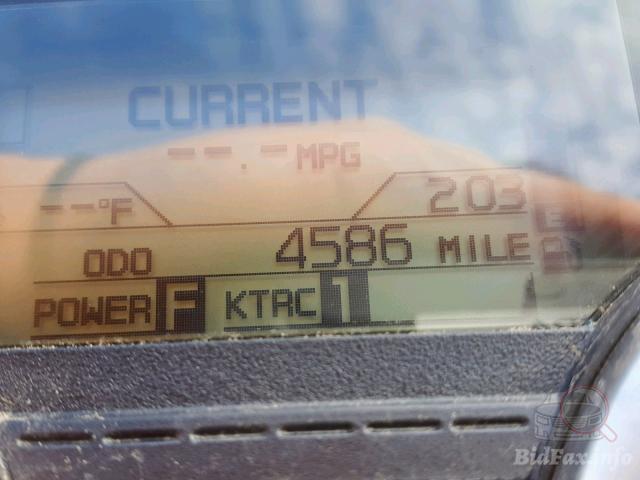 CURRENT
--.- MPG
--°F
203
ODO 4586 MILE
POWER F KTRC 1
BidFax.info